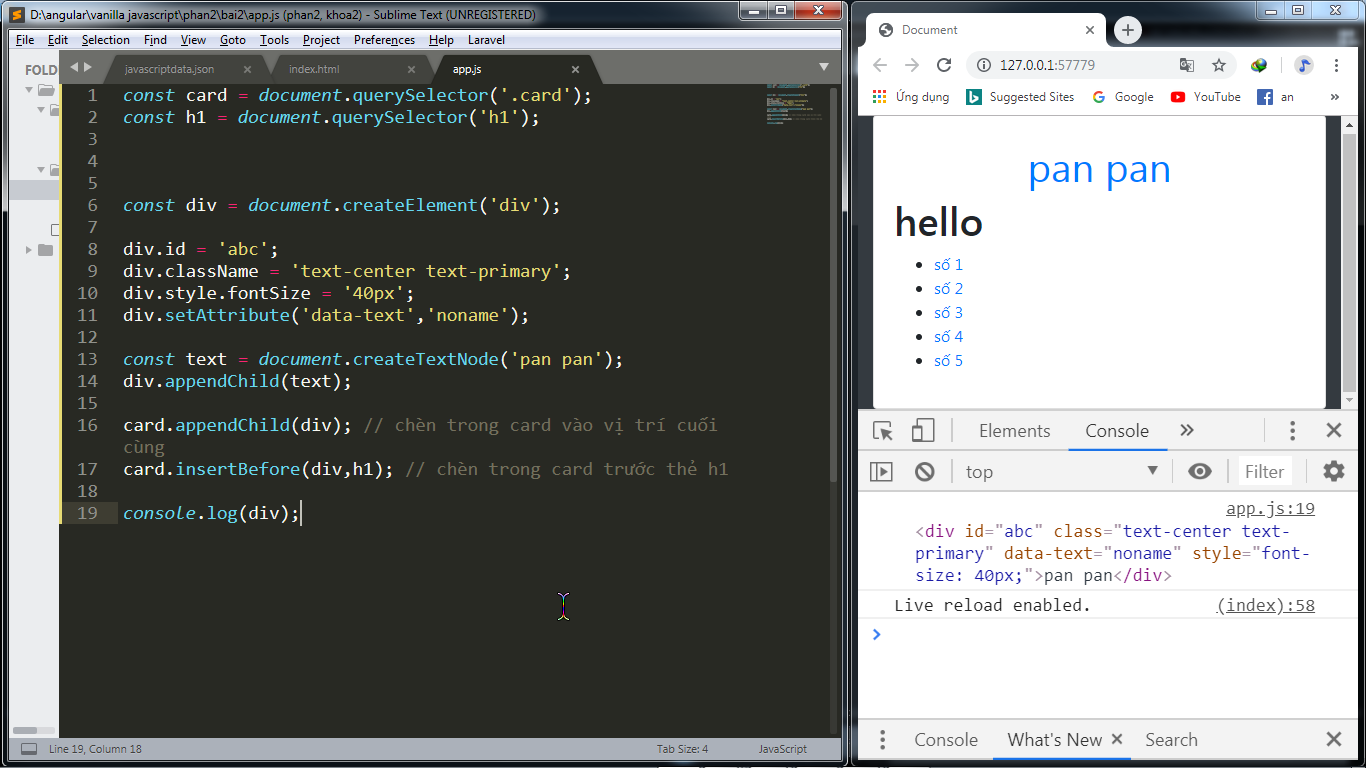 D:\angular\vanilla javascript\phan2\bai2\app.js (phan2, khoa2) - Sublime Text (UNREGISTERED)
File Edit Selection Find View Goto Tools Project Preferences Help Laravel
FOLD
javascriptdata.json index.html app.js
1 const card = document.querySelector('.card');
2 const h1 = document.querySelector('h1');
3
4
5
6 const div = document.createElement('div');
7
8 div.id = 'abc';
9 div.className = 'text-center text-primary';
10 div.style.fontSize = '40px';
11 div.setAttribute('data-text','noname');
12
13 const text = document.createTextNode('pan pan');
14 div.appendChild(text);
15
16 card.appendChild(div); // chèn trong card vào vị trí cuối
cùng
17 card.insertBefore(div,h1); // chèn trong card trước thẻ h1
18
19 console.log(div);
Line 19, Column 18 Tab Size: 4 JavaScript
Document
127.0.0.1:57779
Ứng dụng Suggested Sites Google YouTube an »
pan pan
hello
số 1
số 2
số 3
số 4
số 5
Elements Console »
top Filter
app.js:19
<div id="abc" class="text-center text-
primary" data-text="noname" style="font-
size: 40px;">pan pan</div>
Live reload enabled. (index):58
Console What's New Search